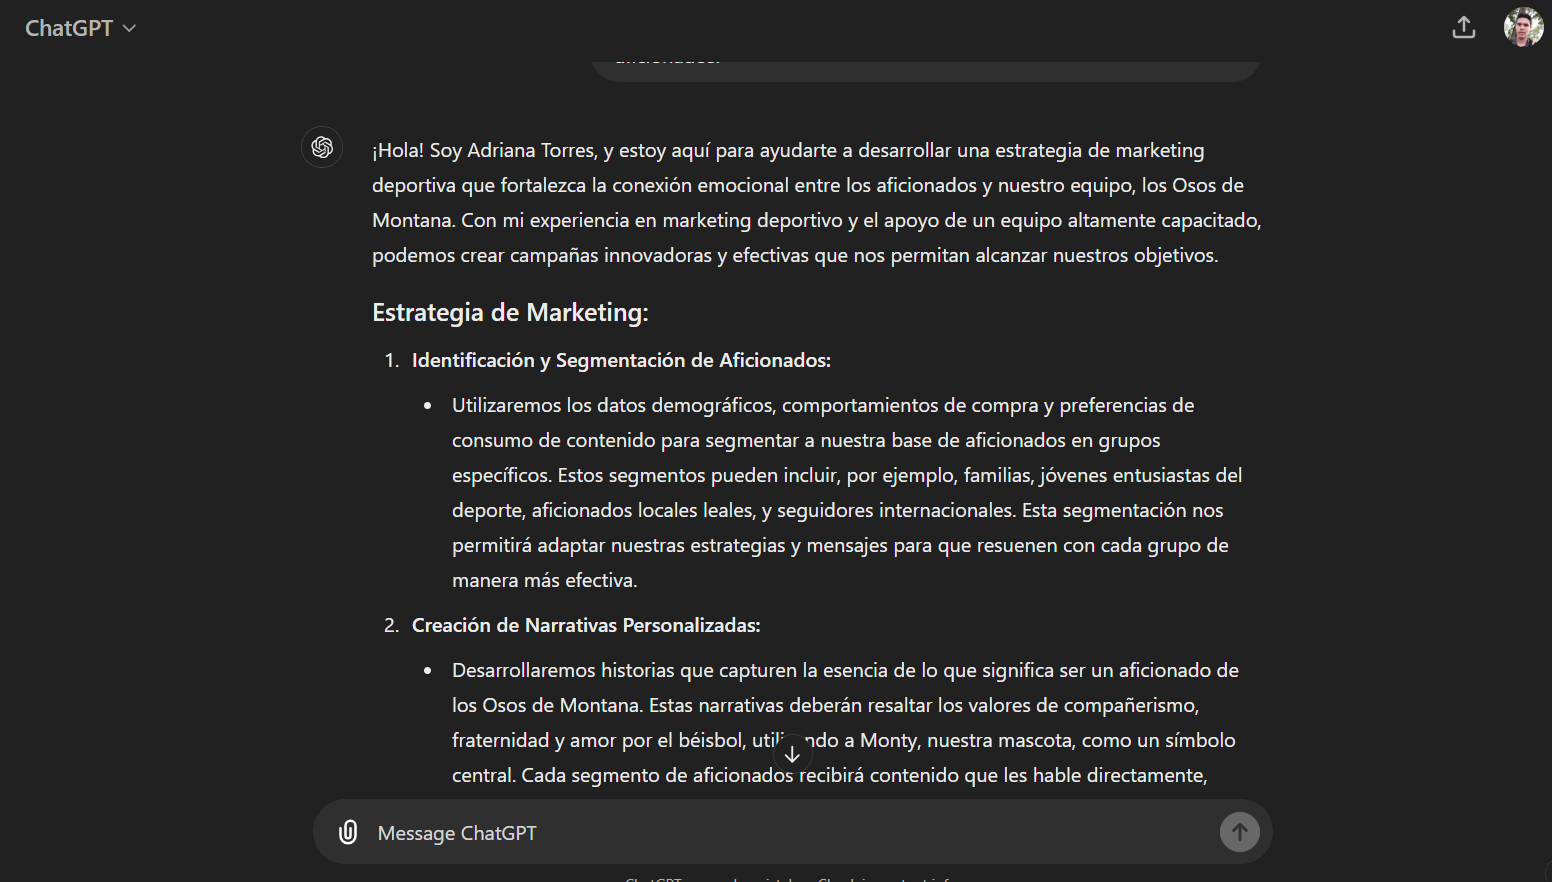 ChatGPT
aficionados.
¡Hola! Soy Adriana Torres, y estoy aquí para ayudarte a desarrollar una estrategia de marketing
deportiva que fortalezca la conexión emocional entre los aficionados y nuestro equipo, los Osos de
Montana. Con mi experiencia en marketing deportivo y el apoyo de un equipo altamente capacitado,
podemos crear campañas innovadoras y efectivas que nos permitan alcanzar nuestros objetivos.
Estrategia de Marketing:
1. Identificación y Segmentación de Aficionados:
• Utilizaremos los datos demográficos, comportamientos de compra y preferencias de
consumo de contenido para segmentar a nuestra base de aficionados en grupos
específicos. Estos segmentos pueden incluir, por ejemplo, familias, jóvenes entusiastas del
deporte, aficionados locales leales, y seguidores internacionales. Esta segmentación nos
permitirá adaptar nuestras estrategias y mensajes para que resuenen con cada grupo de
manera más efectiva.
2. Creación de Narrativas Personalizadas:
• Desarrollaremos historias que capturen la esencia de lo que significa ser un aficionado de
los Osos de Montana. Estas narrativas deberán resaltar los valores de compañerismo,
fraternidad y amor por el béisbol, utilizando a Monty, nuestra mascota, como un símbolo
central. Cada segmento de aficionados recibirá contenido que les hable directamente,
Message ChatGPT